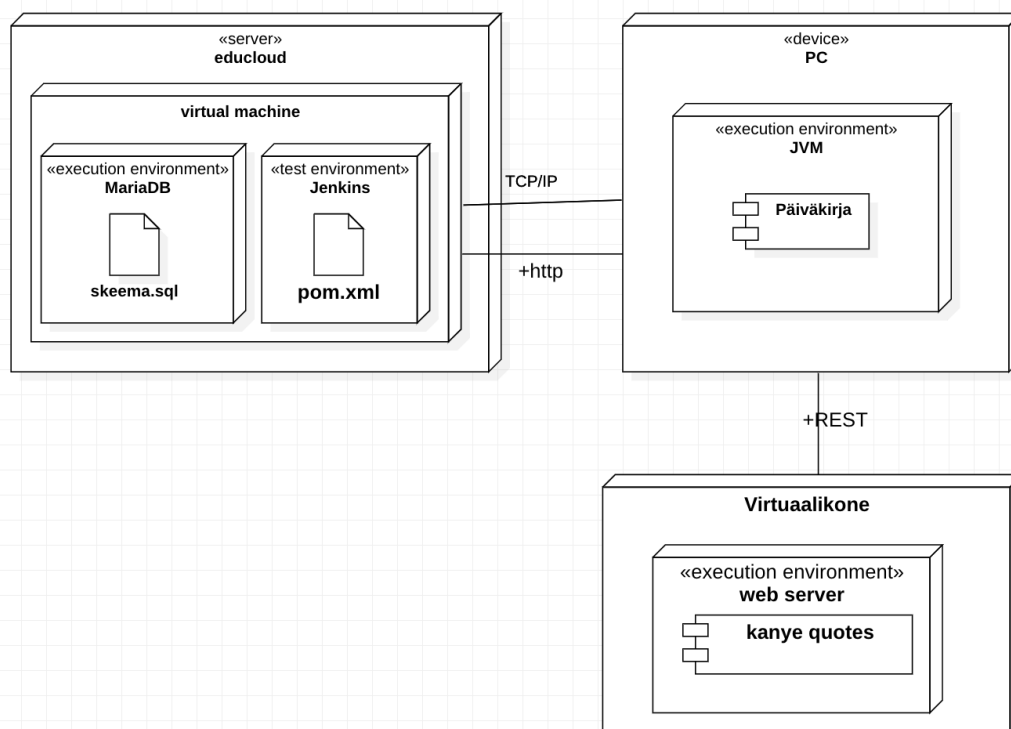 «server»
educloud
virtual machine
«execution environment»
MariaDB
skeema.sql
«test environment»
Jenkins
pom.xml
TCP/IP
+http
«device»
PC
«execution environment»
JVM
Päiväkirja
+REST
Virtuaalikone
«execution environment»
web server
kanye quotes